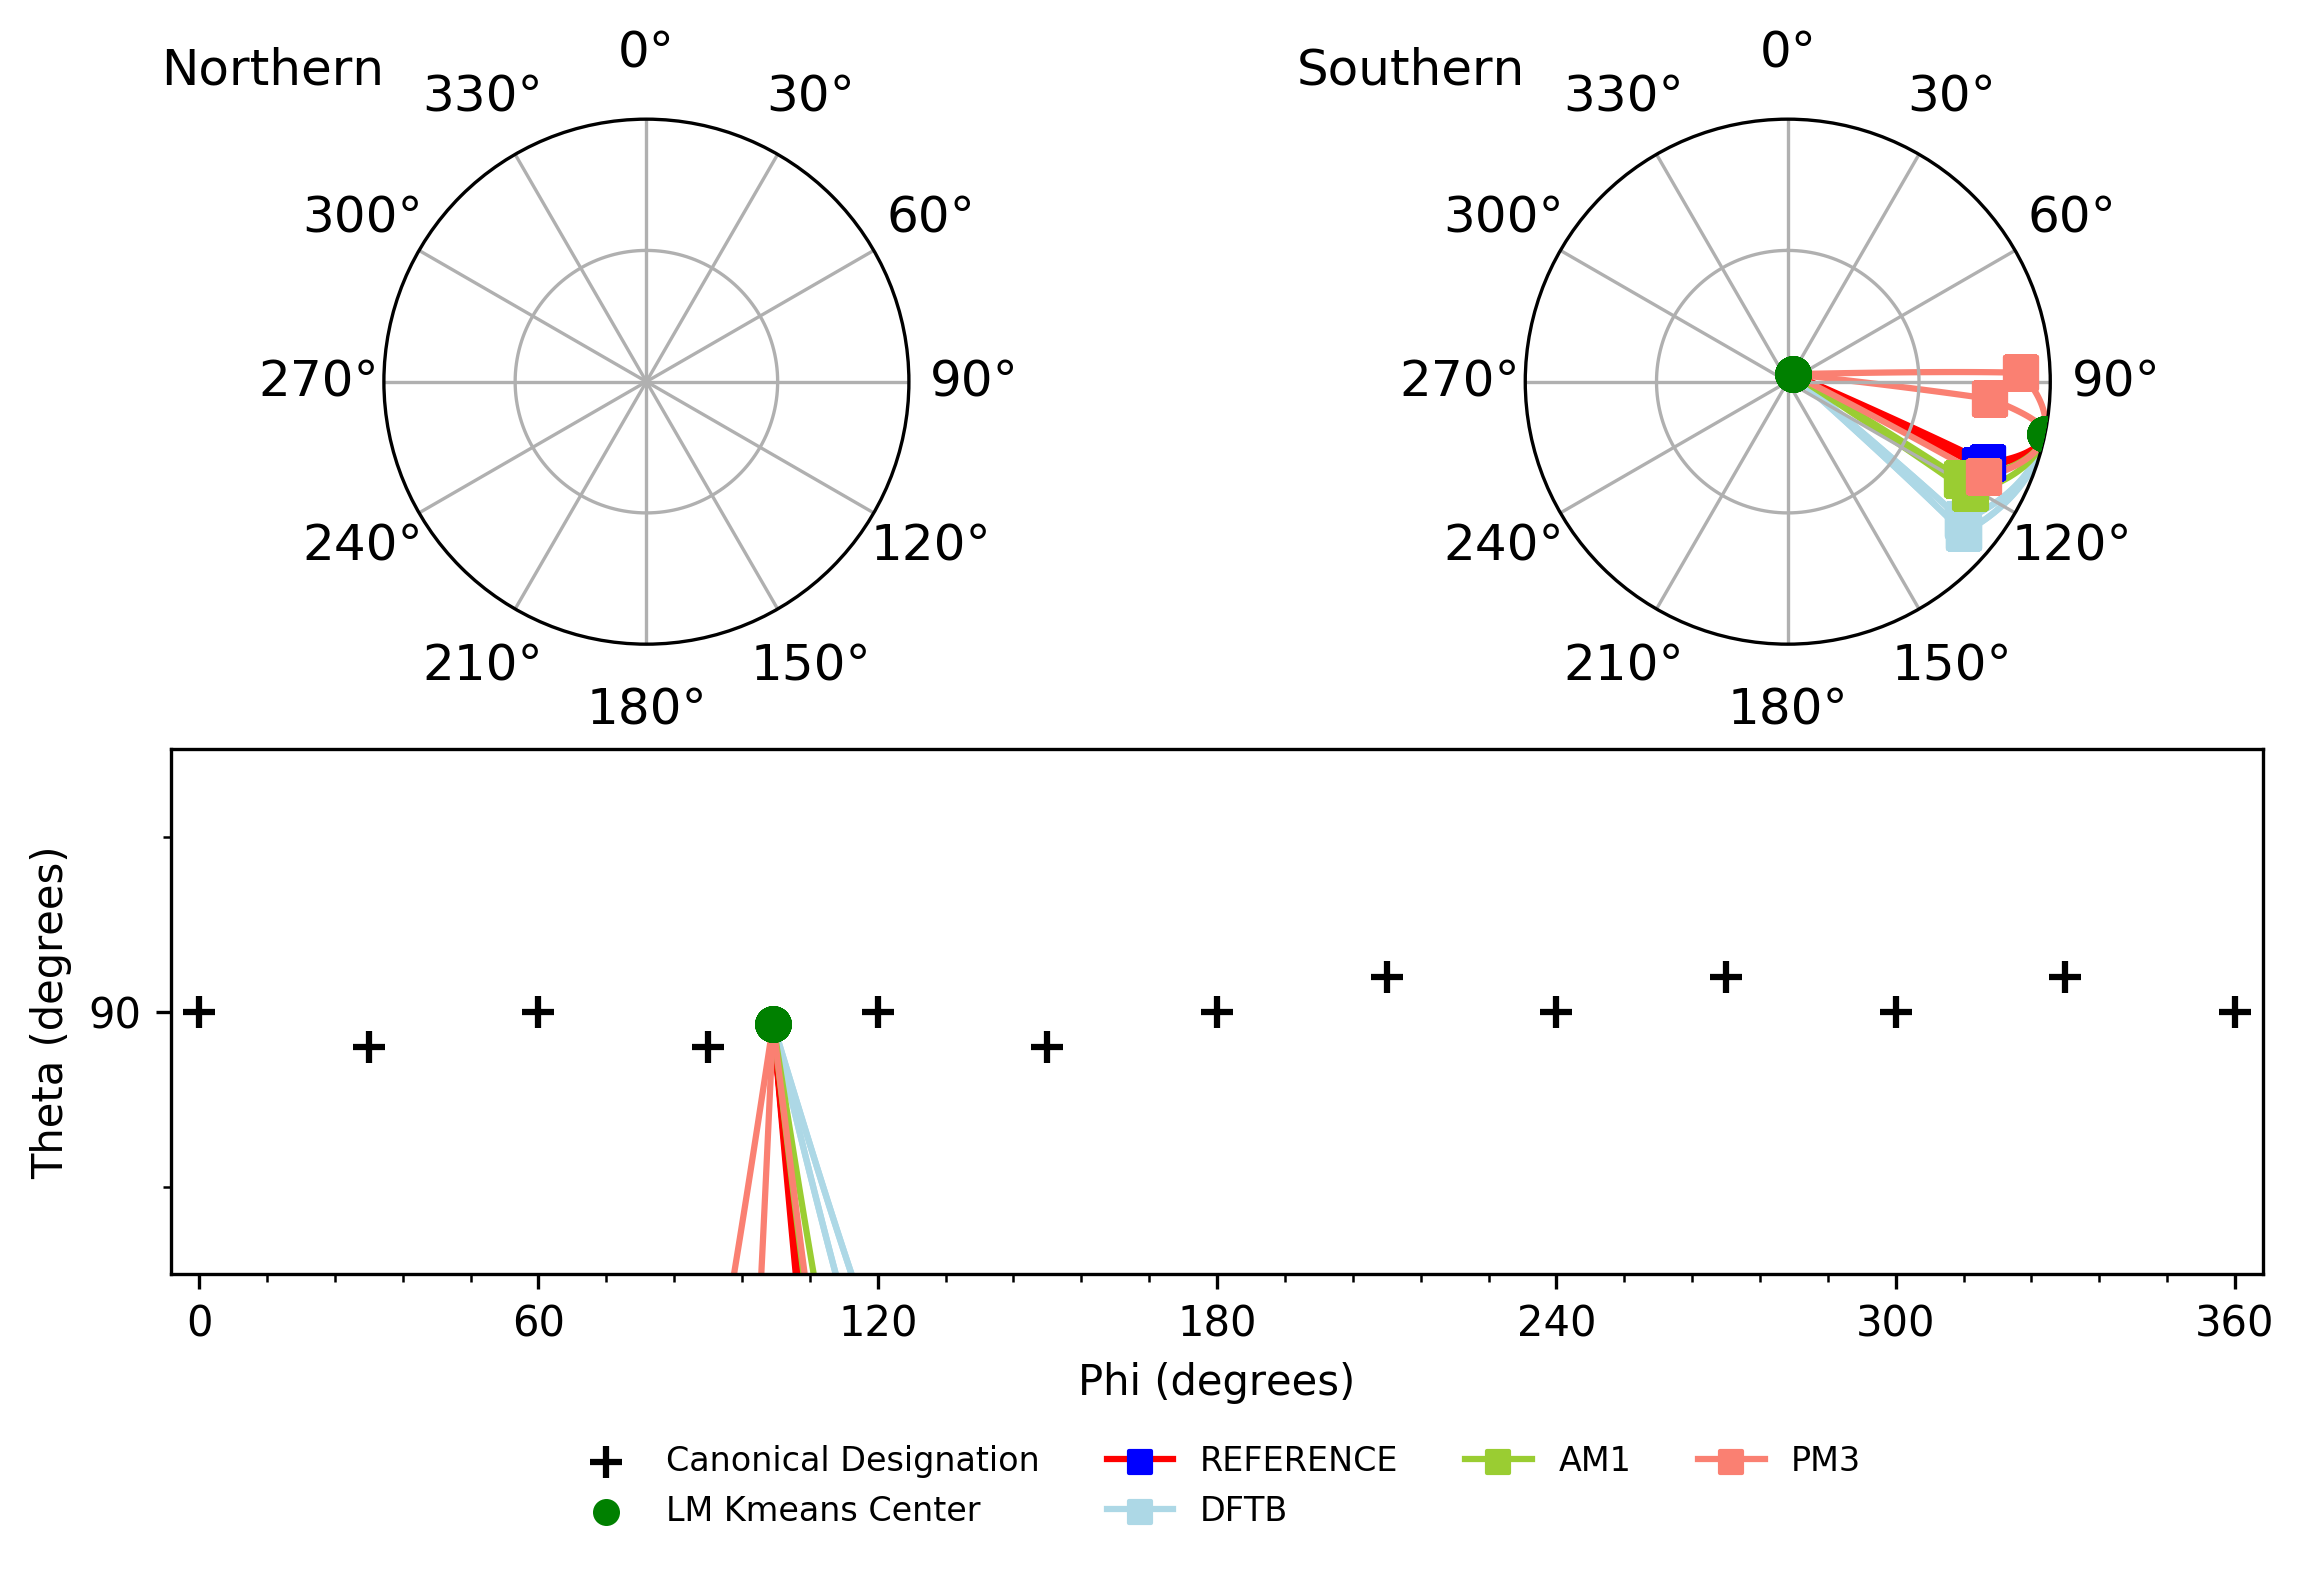 Northern
0°
30°
60°
90°
120°
150°
180°
210°
240°
270°
300°
330°
Southern
0°
30°
60°
90°
120°
150°
180°
210°
240°
270°
300°
330°
Theta (degrees)
90
0 60 120 180 240 300 360
Phi (degrees)
Canonical Designation
LM Kmeans Center
REFERENCE
DFTB
AM1
PM3